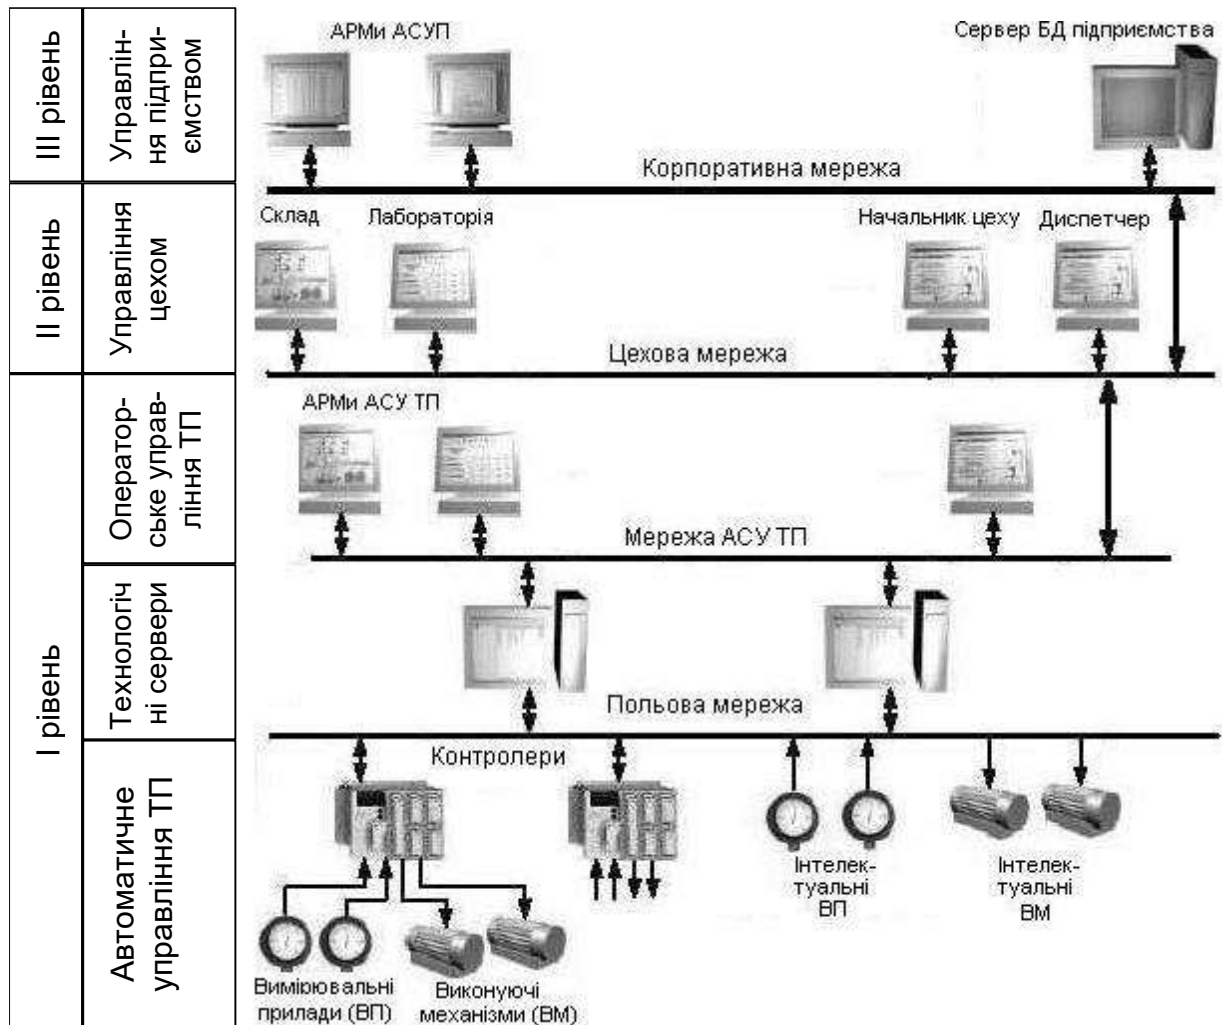 III рівень
Управлін-
ня підпри-
ємством
АРМи АСУП
Сервер БД підприємства
Корпоративна мережа
II рівень
Управління
цехом
Склад
Лабораторія
Начальник цеху
Диспетчер
Цехова мережа
I рівень
Оператор-
ське управ-
ління ТП
АРМи АСУ ТП
Мережа АСУ ТП
Технологіч
ні сервери
Польова мережа
Автоматичне
управління ТП
Контролери
Інтелек-
туальні
ВП
Інтелек-
туальні
ВМ
Вимірювальні
прилади (ВП)
Виконуючі
механізми (ВМ)